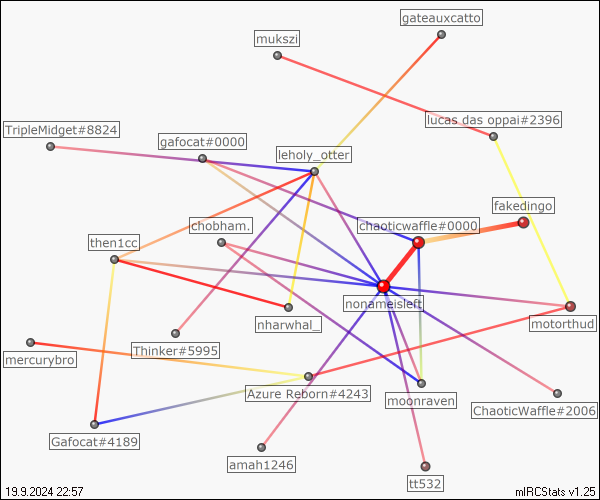 gateauxcatto
mukszi
lucas das oppai#2396
TripleMidget#8824
gafocat#0000
leholy_otter
fakedingo
chobham.
chaoticwaffle#0000
then1cc
nonameisleft
nharwhal_
motorthud
Thinker#5995
mercurybro
Azure Reborn#4243
moonraven
ChaoticWaffle#2006
Gafocat#4189
amah1246
tt532
19.9.2024 22:57
mIRCStats v1.25